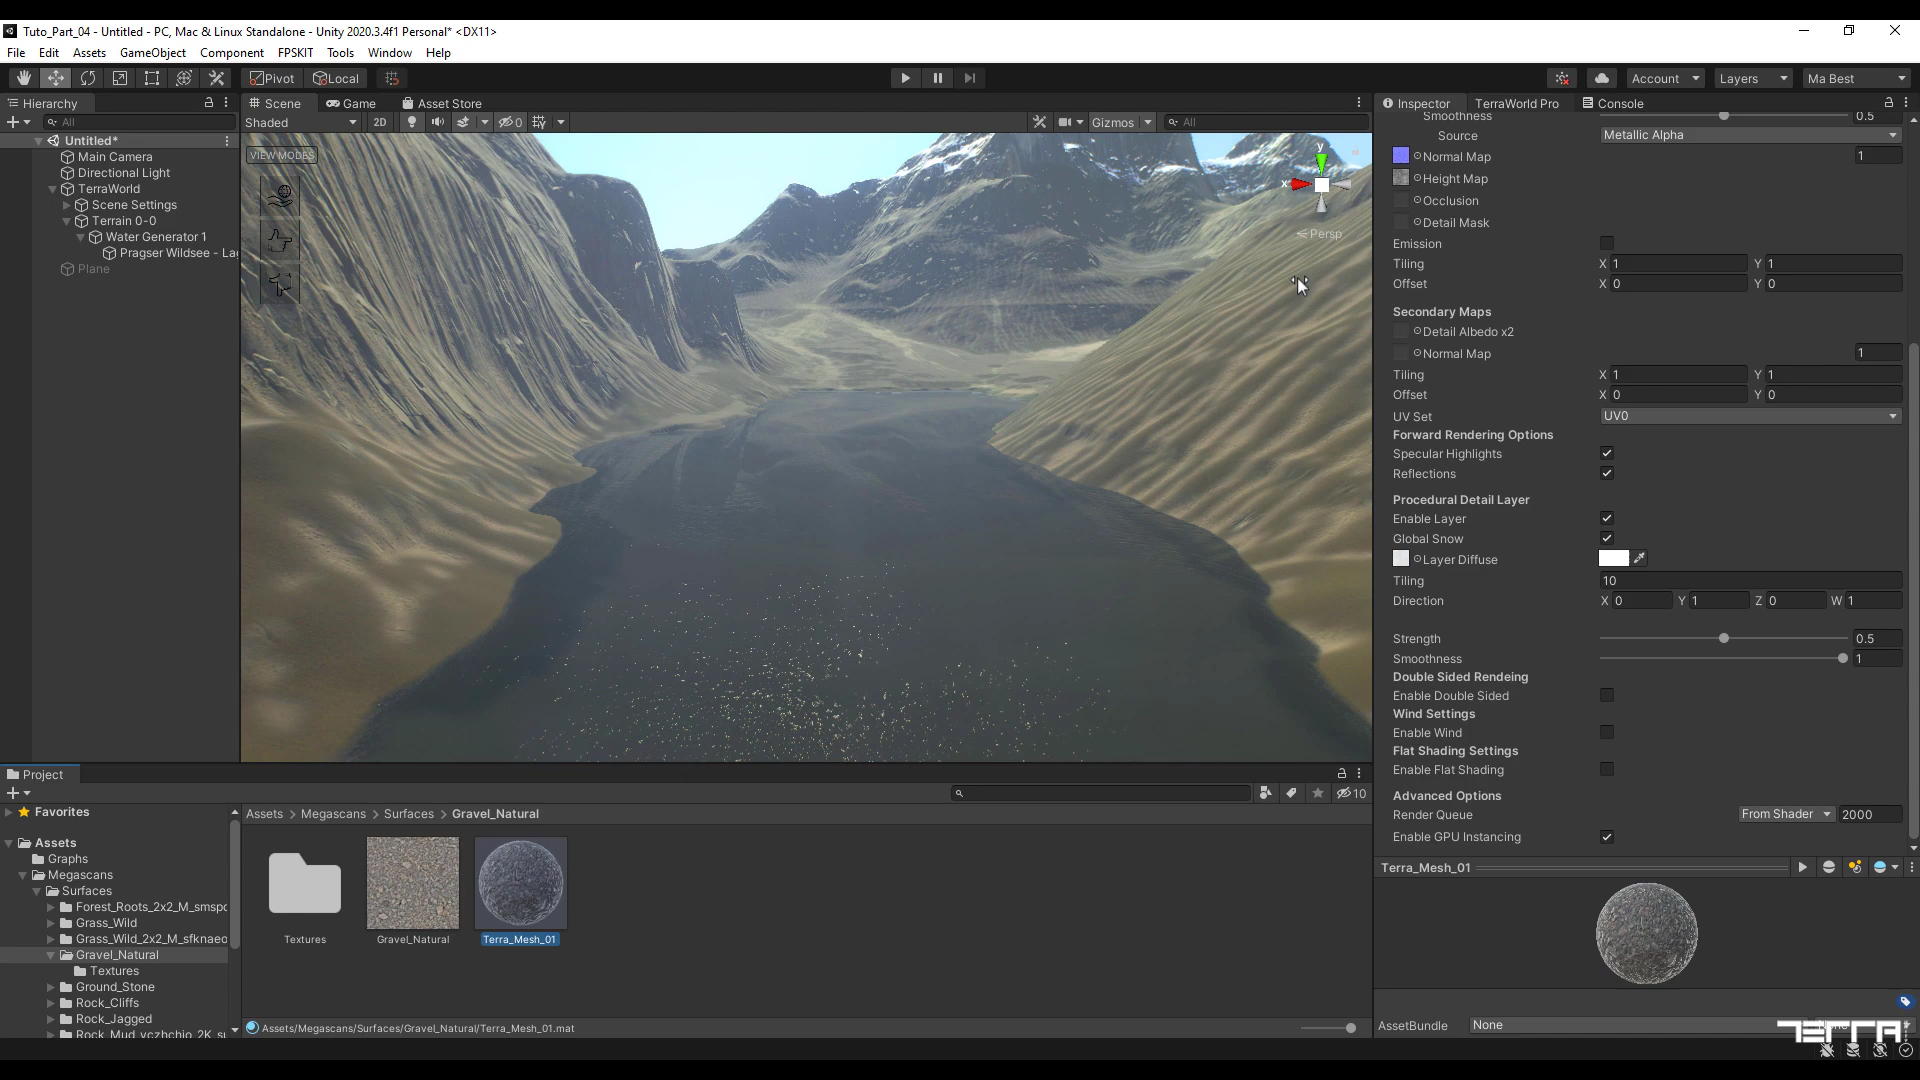 Tuto_Part_04 - Untitled - PC, Mac & Linux Standalone - Unity 2020.3.4f1 Personal* <DX11>
File Edit Assets GameObject Component FPSKIT Tools Window Help
Pivot Local Account Layers Ma Best
Hierarchy
All
Untitled*
Main Camera
Directional Light
TerraWorld
Scene Settings
Terrain 0-0
Water Generator 1
Pragser Wildsee - La
Plane
Scene Game Asset Store
Shaded 2D 0 Gizmos All
VIEW MODES
y
x
Persp
Inspector TerraWorld Pro Console
Smoothness 0.5
Source Metallic Alpha
Normal Map 1
Height Map
Occlusion
Detail Mask
Emission
Tiling X 1 Y 1
Offset X 0 Y 0
Secondary Maps
Detail Albedo x2
Normal Map 1
Tiling X 1 Y 1
Offset X 0 Y 0
UV Set UV0
Forward Rendering Options
Specular Highlights
Reflections
Procedural Detail Layer
Enable Layer
Global Snow
Layer Diffuse
Tiling 10
Direction X 0 Y 1 Z 0 W 1
Strength 0.5
Smoothness 1
Double Sided Rendeing
Enable Double Sided
Wind Settings
Enable Wind
Flat Shading Settings
Enable Flat Shading
Advanced Options
Render Queue From Shader 2000
Enable GPU Instancing
Terra_Mesh_01
AssetBundle None
TERRA
Project
10
Favorites
Assets
Graphs
Megascans
Surfaces
Forest_Roots_2x2_M_smspc
Grass_Wild
Grass_Wild_2x2_M_sfknaeo
Gravel_Natural
Textures
Ground_Stone
Rock_Cliffs
Rock_Jagged
Rock_Mud_vczhchio_2K_su
Assets > Megascans > Surfaces > Gravel_Natural
Textures Gravel_Natural Terra_Mesh_01
Assets/Megascans/Surfaces/Gravel_Natural/Terra_Mesh_01.mat